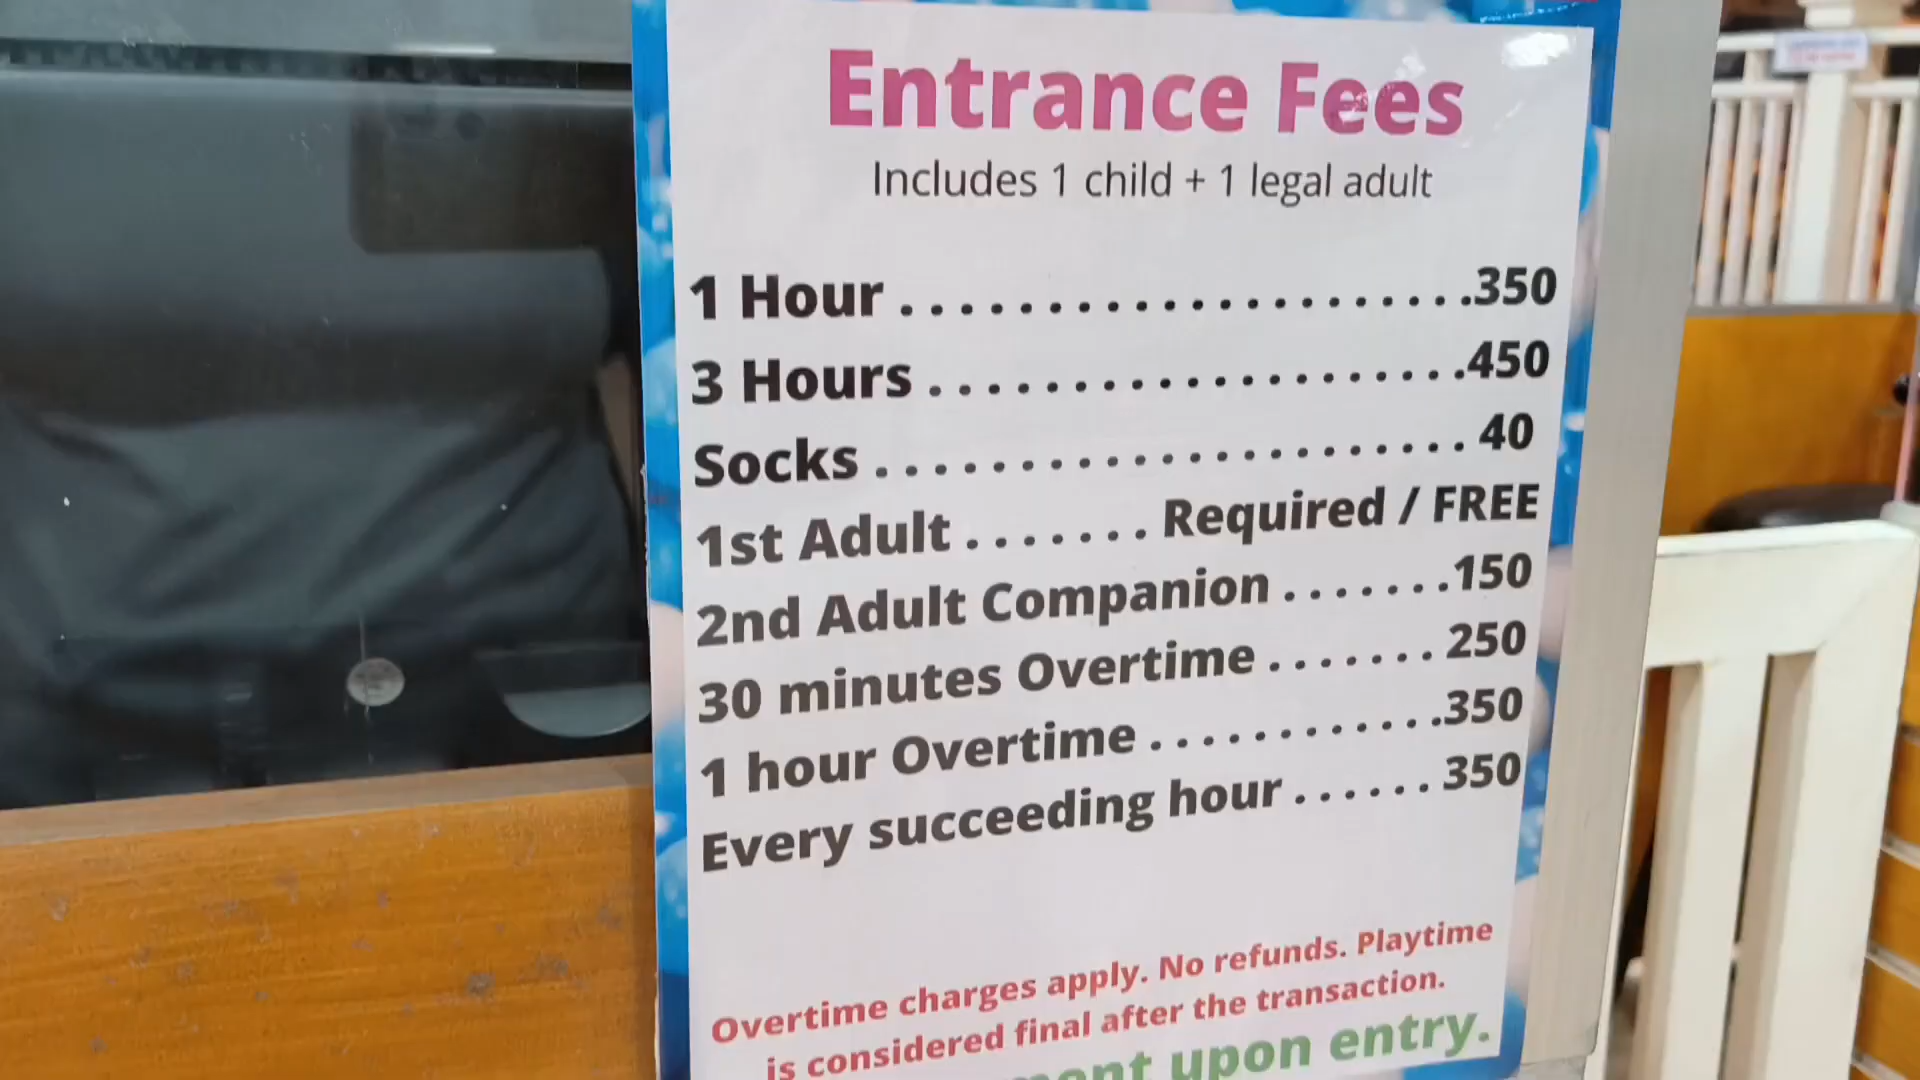 Entrance Fees
Includes 1 child + 1 legal adult
1 Hour . . . . . . . . . . . . . . . . . . . .350
3 Hours . . . . . . . . . . . . . . . . . . .450
Socks . . . . . . . . . . . . . . . . . . . . . 40
1st Adult . . . . . . . Required / FREE
2nd Adult Companion . . . . . . .150
30 minutes Overtime . . . . . . . 250
1 hour Overtime . . . . . . . . . . . .350
Every succeeding hour . . . . . . 350
Overtime charges apply. No refunds. Playtime
is considered final after the transaction.
upon entry.